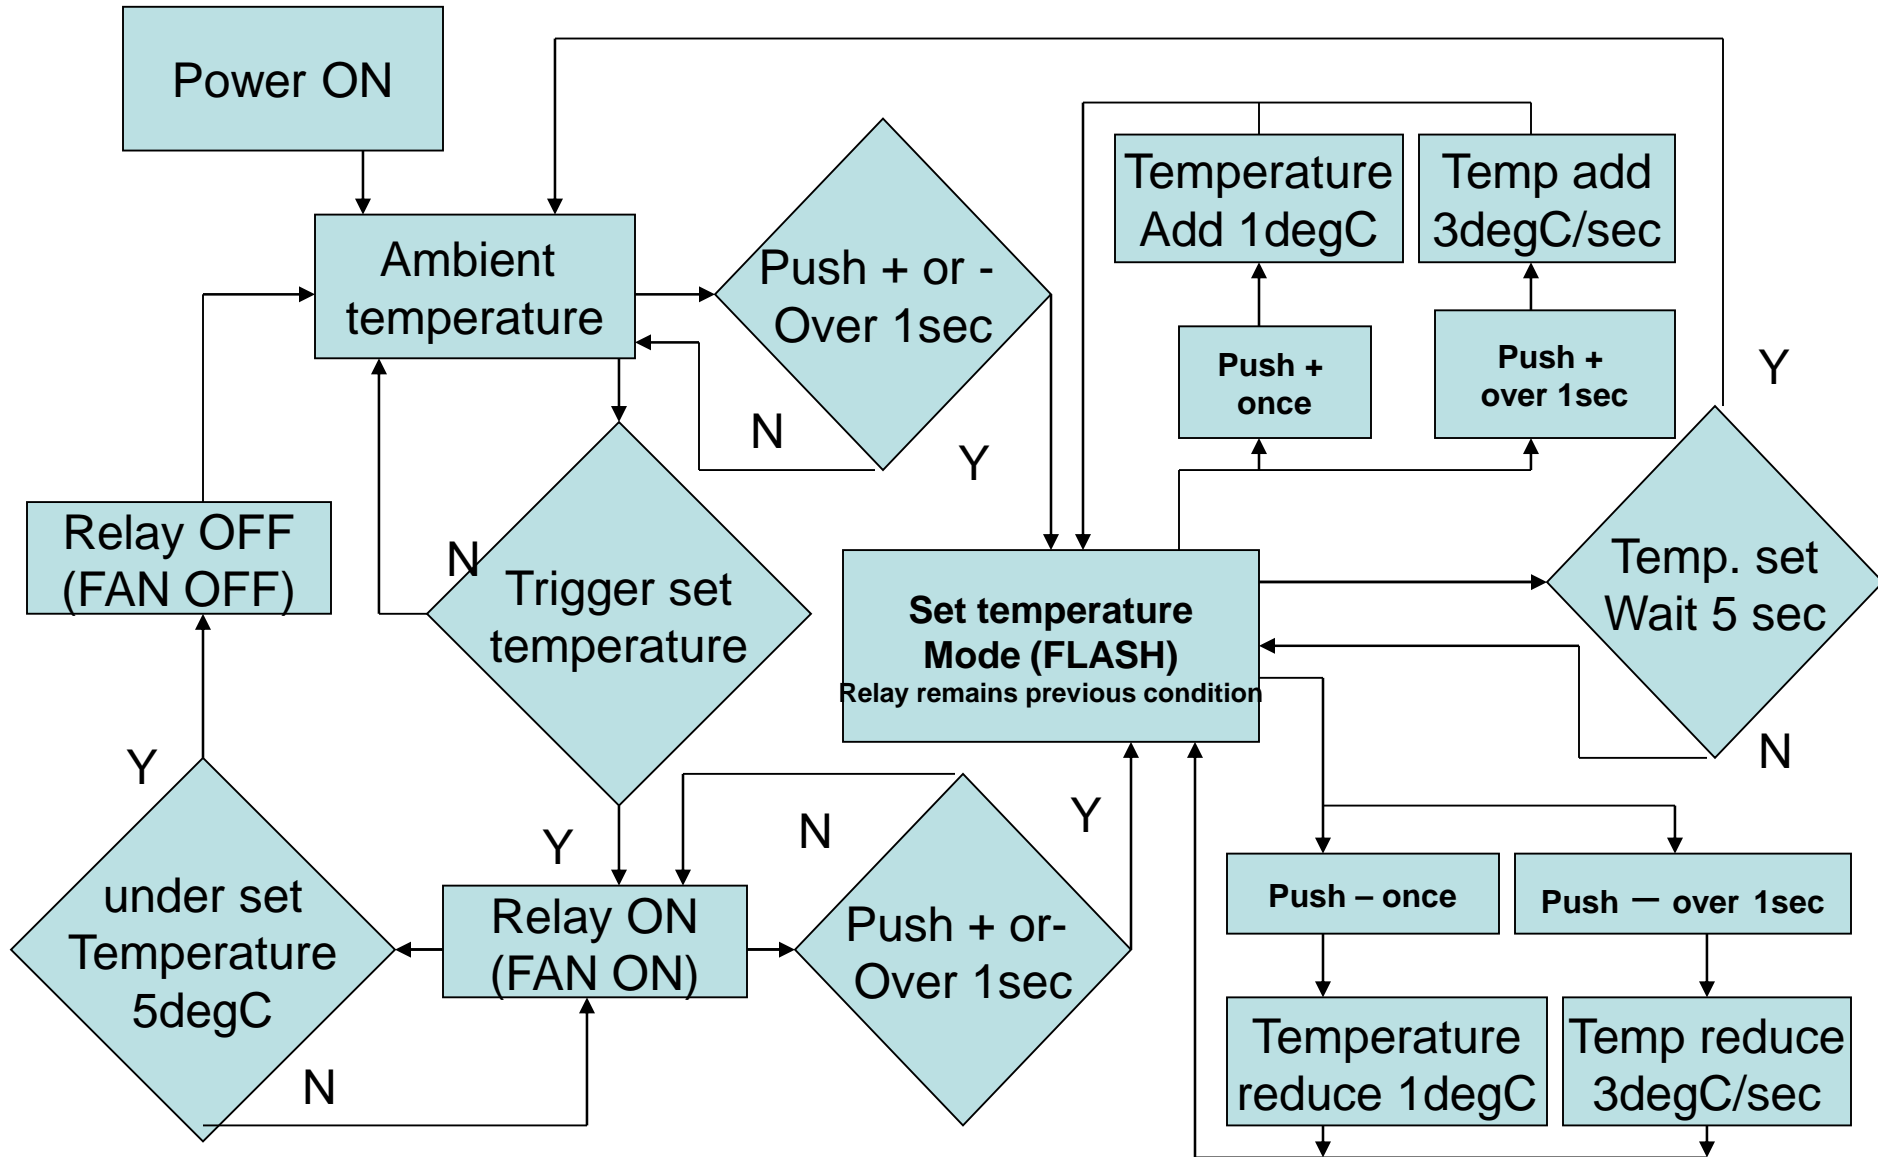 Power ON
Ambient
temperature
Push + or -
Over 1sec
N
Y
Temperature
Add 1degC
Temp add
3degC/sec
Push +
once
Push +
over 1sec
Y
Relay OFF
(FAN OFF)
N
Trigger set
temperature
Set temperature
Mode (FLASH)
Relay remains previous condition
Temp. set
Wait 5 sec
N
Y
Y
N
Y
under set
Temperature
5degC
N
Relay ON
(FAN ON)
Push + or-
Over 1sec
Push – once
Push － over 1sec
Temperature
reduce 1degC
Temp reduce
3degC/sec